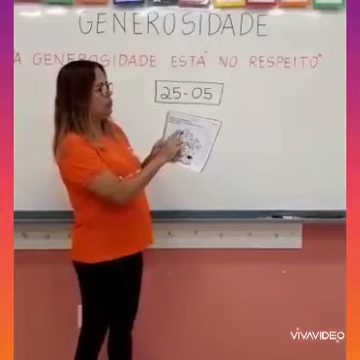 GENEROSIDADE
"A GENEROSIDADE ESTÁ NO RESPEITO"
25-05
VIVAVIDEO